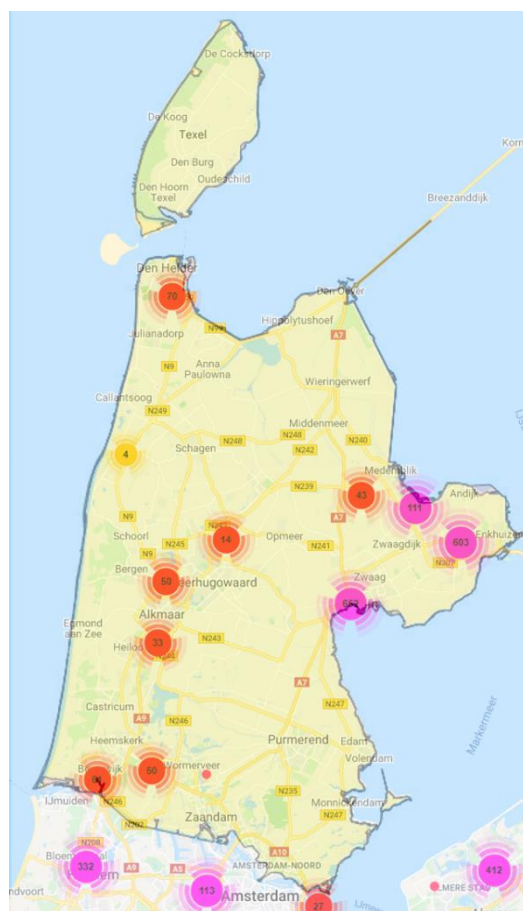 De Cocksdorp
De Koog
Texel
Den Burg
Oudeschild
Den Hoorn
Texel
Breezanddijk
Den Helder
70
Den Oever
Hippolytushoef
Julianadorp
A7
N9
Anna
Paulowna
Wieringerwerf
Callantsoog
N249
Middenmeer
N248
N248
N240
N242
4
Schagen
Medemblik
N239
43
Andijk
111
N9
A7
14
Schoorl
N245
Opmeer
N241
Zwaagdijk
603
Enkhuizen
N9
Bergen
50
Zwaag
Alkmaar
Egmond
aan Zee
33
N243
Heiloo
A7
N247
Castricum
A9
N246
Markermeer
Heemskerk
Purmerend
Edam
Volendam
50
Wormerveer
N235
Monnickendam
IJmuiden
N246
N247
N202
Zaandam
N208
A10
332
A9
A5
AMSTERDAM-NOORD
412
113
Amsterdam
27